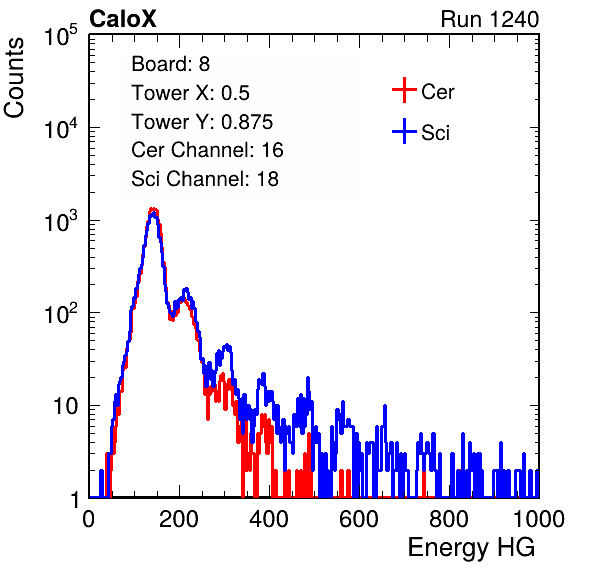 CaloX Run 1240
Counts
Board: 8
Tower X: 0.5
Tower Y: 0.875
Cer Channel: 16
Sci Channel: 18
Cer
Sci
10^5
10^4
10^3
10^2
10
1
0 200 400 600 800 1000
Energy HG